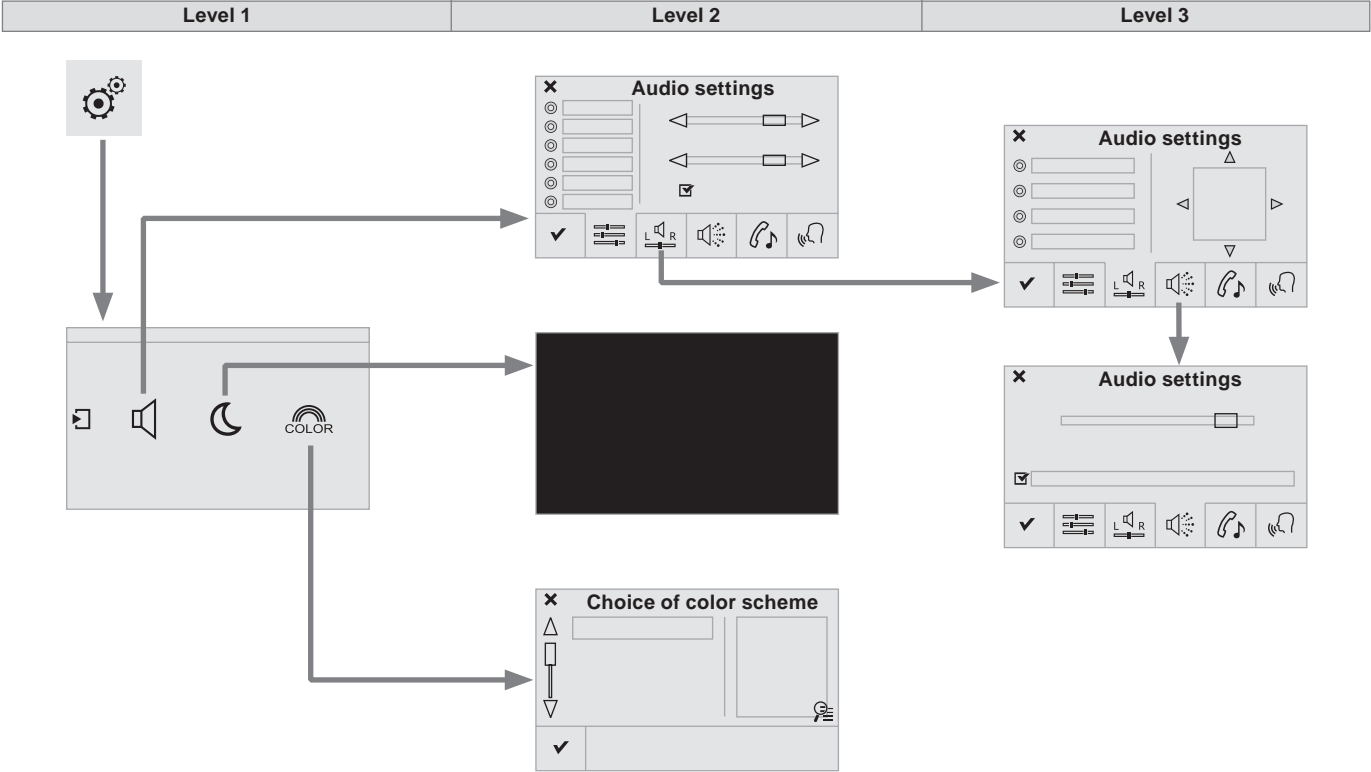 Level 1
Level 2
Level 3
Audio settings
L R
Audio settings
L R
COLOR
Audio settings
L R
Choice of color scheme